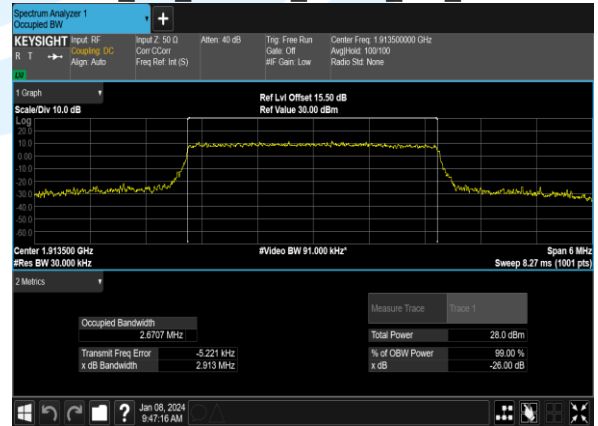 Spectrum Analyzer 1
Occupied BW
+
KEYSIGHT
R T
LXI
Input: RF
Coupling: DC
Align: Auto
Input Z: 50 Ω
Corr CCorr
Freq Ref: Int (S)
Atten: 40 dB
Trig: Free Run
Gate: Off
#IF Gain: Low
Center Freq: 1.913500000 GHz
Avg|Hold: 100/100
Radio Std: None
1 Graph
Scale/Div 10.0 dB
Ref Lvl Offset 15.50 dB
Ref Value 30.00 dBm
Log
20.0
10.0
0.00
-10.0
-20.0
-30.0
-40.0
-50.0
-60.0
Center 1.913500 GHz
#Res BW 30.000 kHz
#Video BW 91.000 kHz*
Span 6 MHz
Sweep 8.27 ms (1001 pts)
2 Metrics
Measure Trace
Trace 1
Occupied Bandwidth
2.6707 MHz
Total Power
28.0 dBm
Transmit Freq Error
-5.221 kHz
% of OBW Power
99.00 %
x dB Bandwidth
2.913 MHz
x dB
-26.00 dB
?
Jan 08, 2024
9:47:16 AM